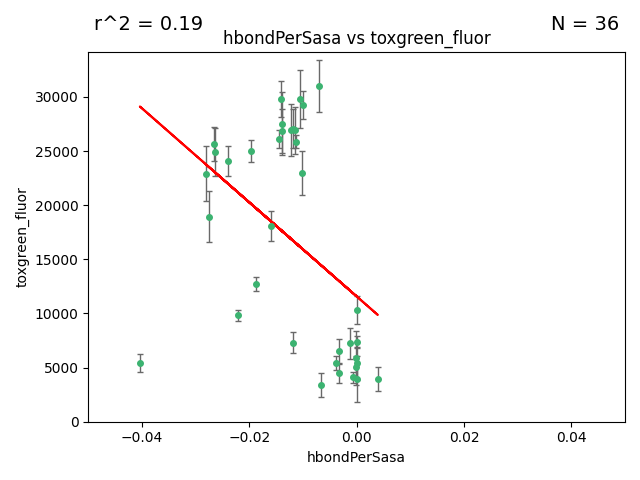 r^2 = 0.19
N = 36
hbondPerSasa vs toxgreen_fluor
toxgreen_fluor
30000
25000
20000
15000
10000
5000
0
−0.04
−0.02
0.00
0.02
0.04
hbondPerSasa